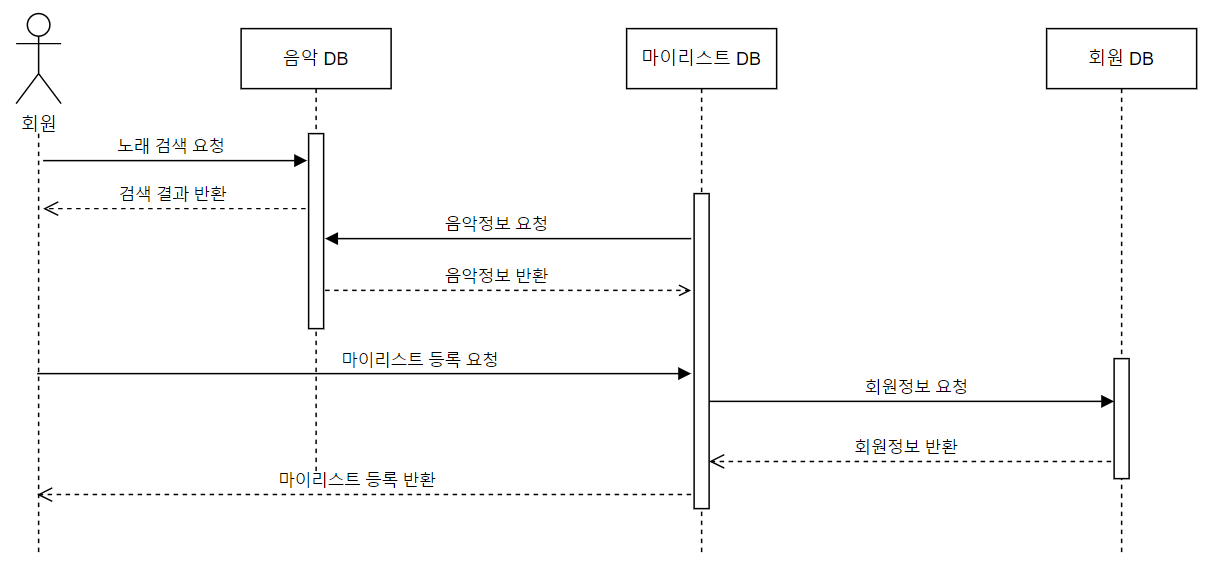 음악 DB
마이리스트 DB
회원 DB
회원
노래 검색 요청
검색 결과 반환
음악정보 요청
음악정보 반환
마이리스트 등록 요청
회원정보 요청
회원정보 반환
마이리스트 등록 반환